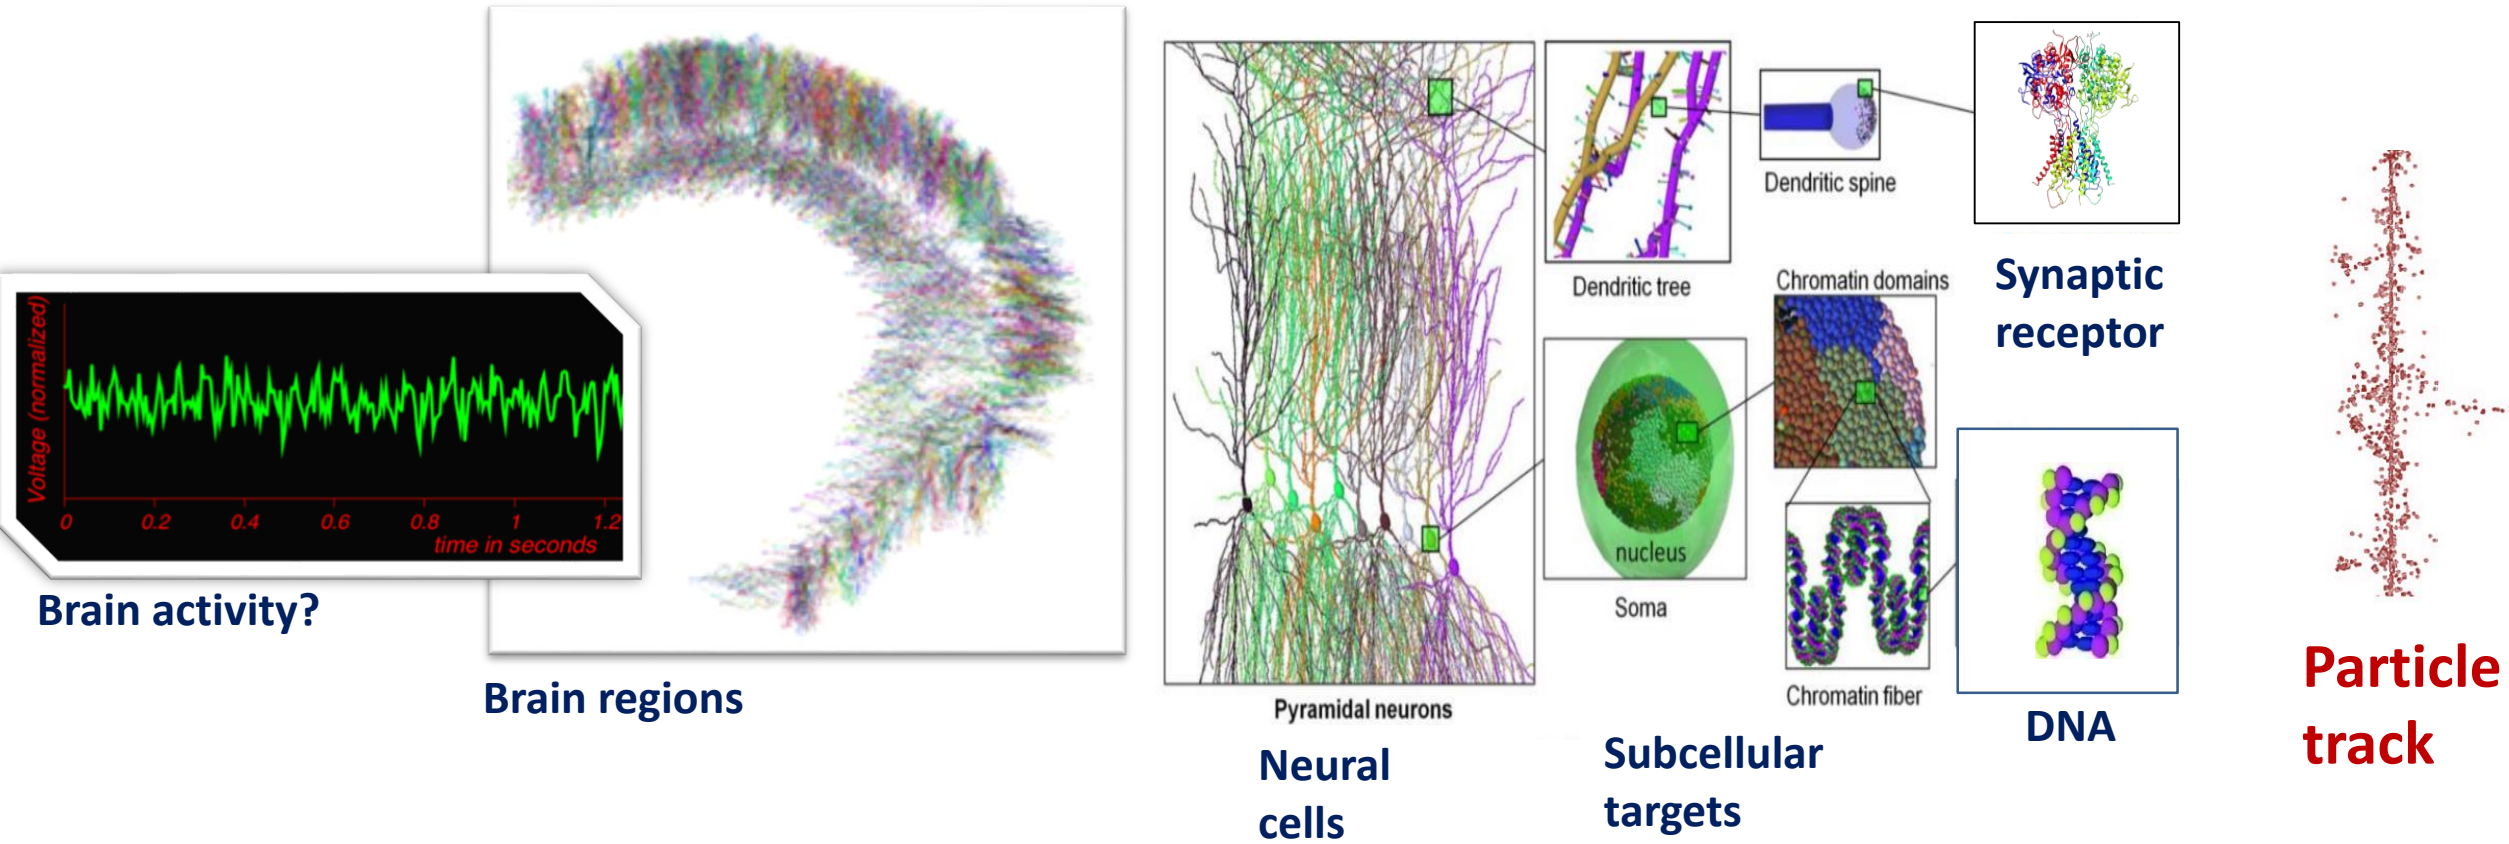 Voltage (normalized)
0 0.2 0.4 0.6 0.8 1 1.2
time in seconds
Brain activity?
Brain regions
Pyramidal neurons
Neural
cells
Dendritic tree
Dendritic spine
nucleus
Soma
Chromatin domains
Chromatin fiber
Subcellular
targets
Synaptic
receptor
DNA
Particle
track